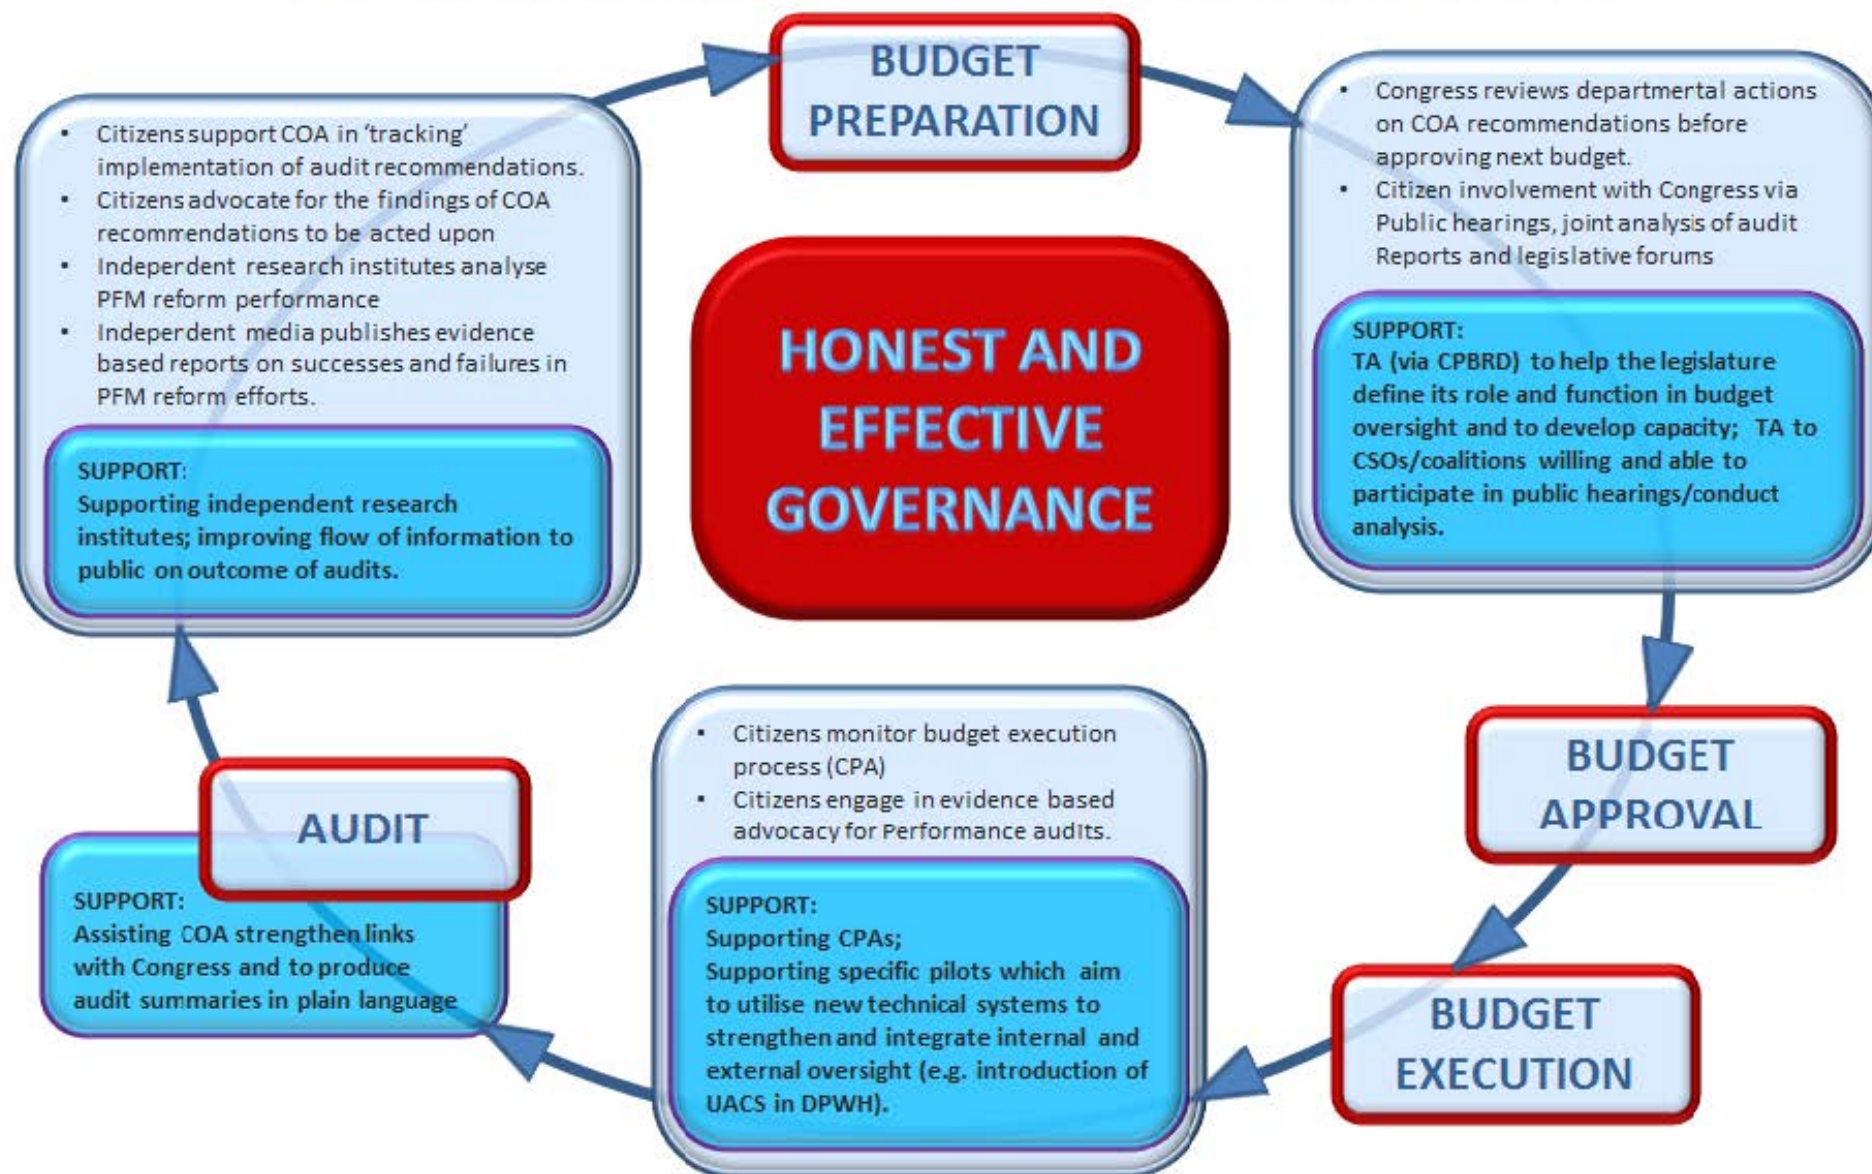 BUDGET
PREPARATION
• Congress reviews departmental actions
on COA recommendations before
approving next budget.
• Citizen involvement with Congress via
Public hearings, joint analysis of audit
Reports and legislative forums
SUPPORT:
TA (via CPBRD) to help the legislature
define its role and function in budget
oversight and to develop capacity; TA to
CSOs/coalitions willing and able to
participate in public hearings/conduct
analysis.
BUDGET
APPROVAL
BUDGET
EXECUTION
• Citizens monitor budget execution
process (CPA)
• Citizens engage in evidence based
advocacy for Performance audits.
SUPPORT:
Supporting CPAs;
Supporting specific pilots which aim
to utilise new technical systems to
strengthen and integrate internal and
external oversight (e.g. introduction of
UACS in DPWH).
AUDIT
SUPPORT:
Assisting COA strengthen links
with Congress and to produce
audit summaries in plain language
• Citizens support COA in ‘tracking’
implementation of audit recommendations.
• Citizens advocate for the findings of COA
recommendations to be acted upon
• Independent research institutes analyse
PFM reform performance
• Independent media publishes evidence
based reports on successes and failures in
PFM reform efforts.
SUPPORT:
Supporting independent research
institutes; improving flow of information to
public on outcome of audits.
HONEST AND
EFFECTIVE
GOVERNANCE